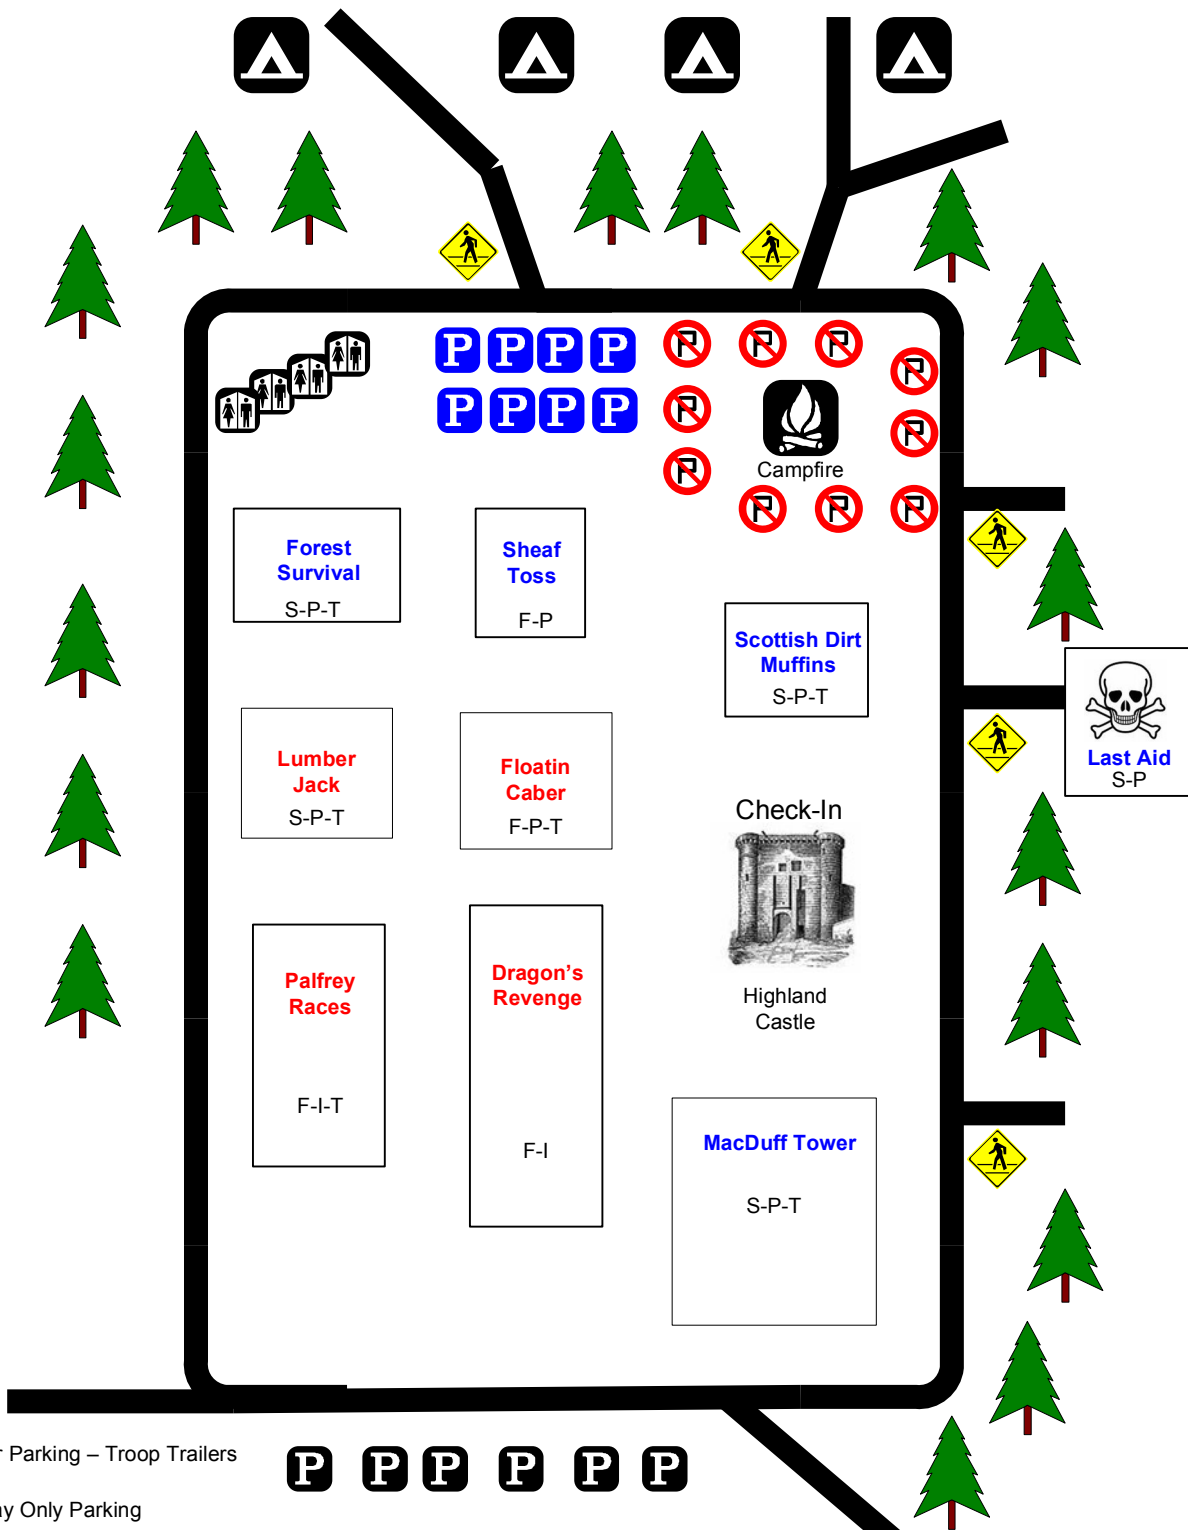 P P P P
P P P P
P P P
P
P
P
P
P P P
Campfire
Forest
Survival
S-P-T
Sheaf
Toss
F-P
Scottish Dirt
Muffins
S-P-T
Last Aid
S-P
Lumber
Jack
S-P-T
Floatin
Caber
F-P-T
Check-In
Highland
Castle
Palfrey
Races
F-I-T
Dragon's
Revenge
F-I
MacDuff Tower
S-P-T
Parking – Troop Trailers
P P P P P P
Only Parking